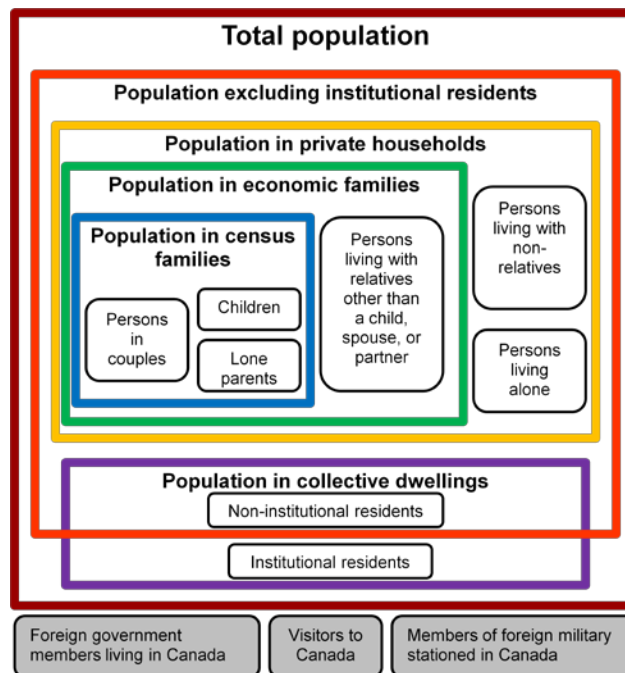 Total population
Population excluding institutional residents
Population in private households
Population in economic families
Population in census
families
Persons
in
couples
Children
Lone
parents
Persons
living with
relatives
other than
a child,
spouse, or
partner
Persons
living with
non-
relatives
Persons
living
alone
Population in collective dwellings
Non-institutional residents
Institutional residents
Foreign government
members living in Canada
Visitors to
Canada
Members of foreign military
stationed in Canada